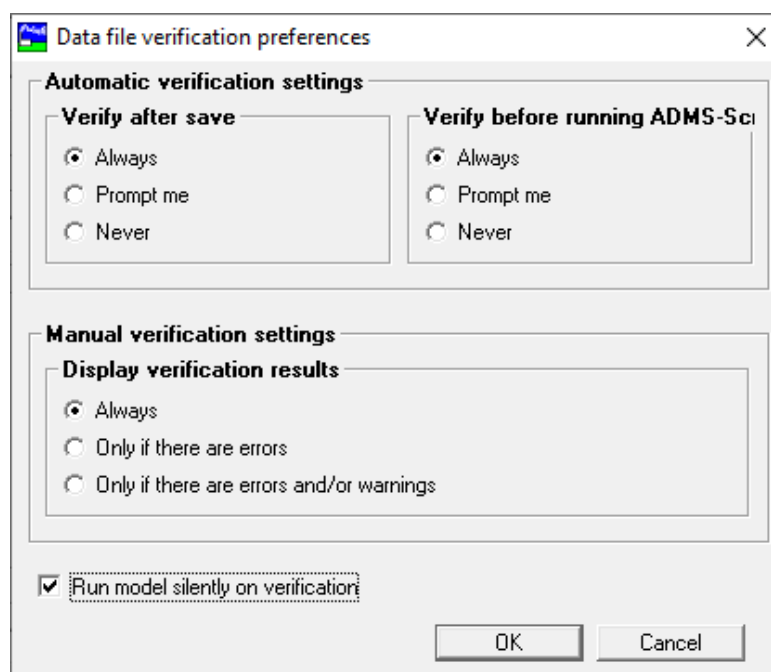 Data file verification preferences
Automatic verification settings
Verify after save
Always
Prompt me
Never
Verify before running ADMS-Scr
Always
Prompt me
Never
Manual verification settings
Display verification results
Always
Only if there are errors
Only if there are errors and/or warnings
Run model silently on verification
OK
Cancel